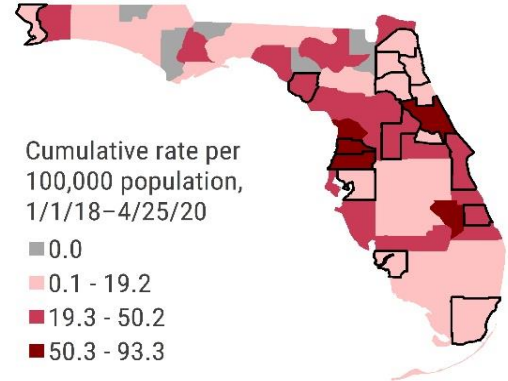 Cumulative rate per
100,000 population,
1/1/18–4/25/20
0.0
0.1 - 19.2
19.3 - 50.2
50.3 - 93.3